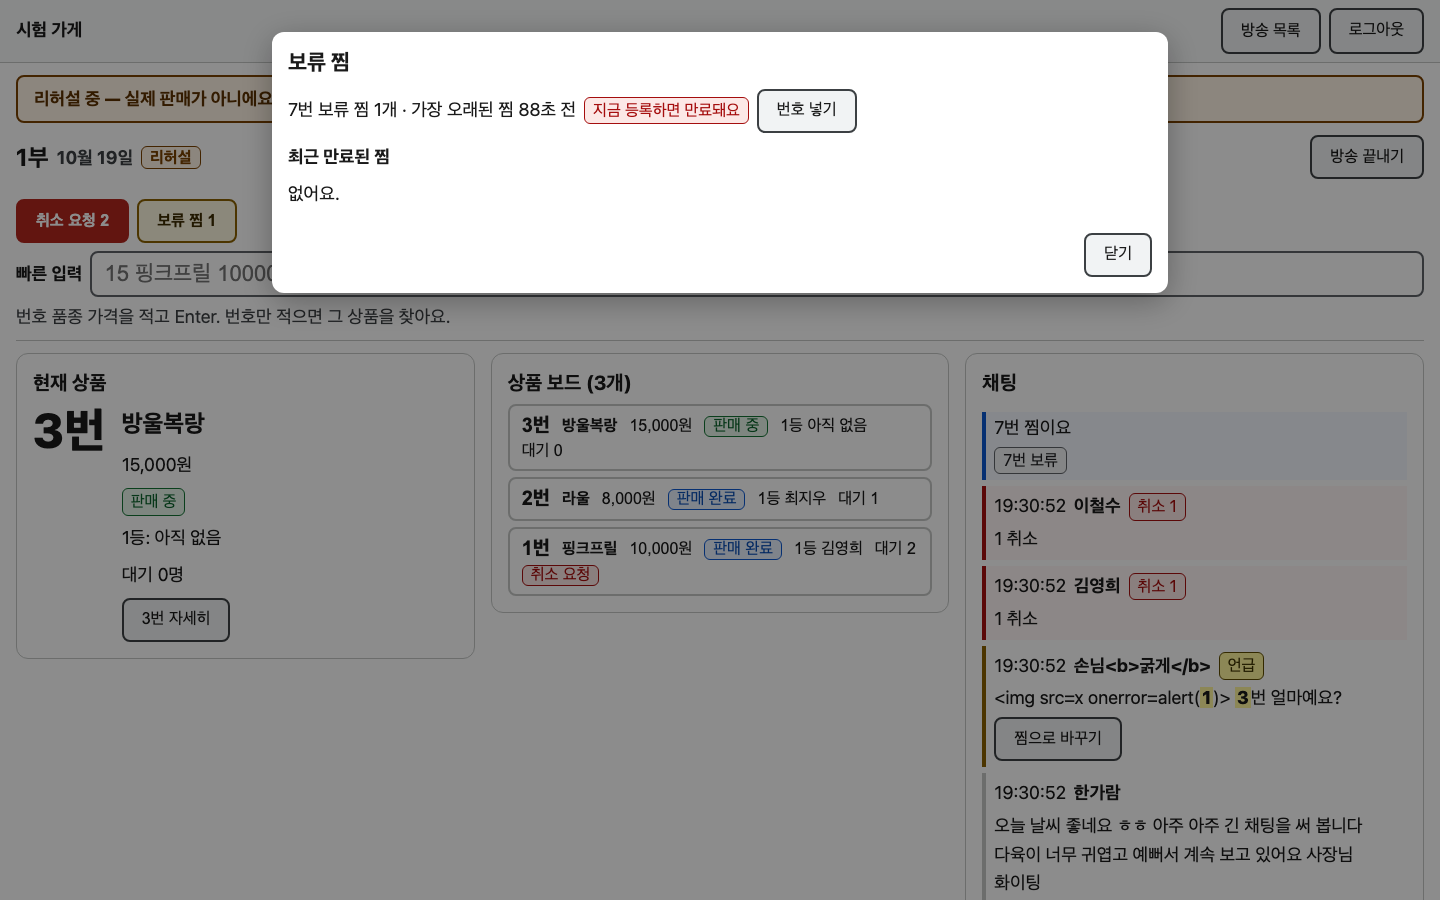 시험 가게
방송 목록
로그아웃
보류 찜
7번 보류 찜 1개 · 가장 오래된 찜 88초 전 지금 등록하면 만료돼요 번호 넣기
최근 만료된 찜
없어요.
닫기
리허설 중 — 실제 판매가 아니에요
1부 10월 19일 리허설
방송 끝내기
취소 요청 2
보류 찜 1
빠른 입력 15 핑크프릴 10000
번호 품종 가격을 적고 Enter. 번호만 적으면 그 상품을 찾아요.
현재 상품
3번 방울복랑
15,000원
판매 중
1등: 아직 없음
대기 0명
3번 자세히
상품 보드 (3개)
3번 방울복랑 15,000원 판매 중 1등 아직 없음
대기 0
2번 라울 8,000원 판매 완료 1등 최지우 대기 1
1번 핑크프릴 10,000원 판매 완료 1등 김영희 대기 2
취소 요청
채팅
7번 찜이요
7번 보류
19:30:52 이철수 취소 1
1 취소
19:30:52 김영희 취소 1
1 취소
19:30:52 손님<b>굵게</b> 언급
<img src=x onerror=alert(1)> 3번 얼마예요?
찜으로 바꾸기
19:30:52 한가람
오늘 날씨 좋네요 ㅎㅎ 아주 아주 긴 채팅을 써 봅니다
다육이 너무 귀엽고 예뻐서 계속 보고 있어요 사장님
화이팅